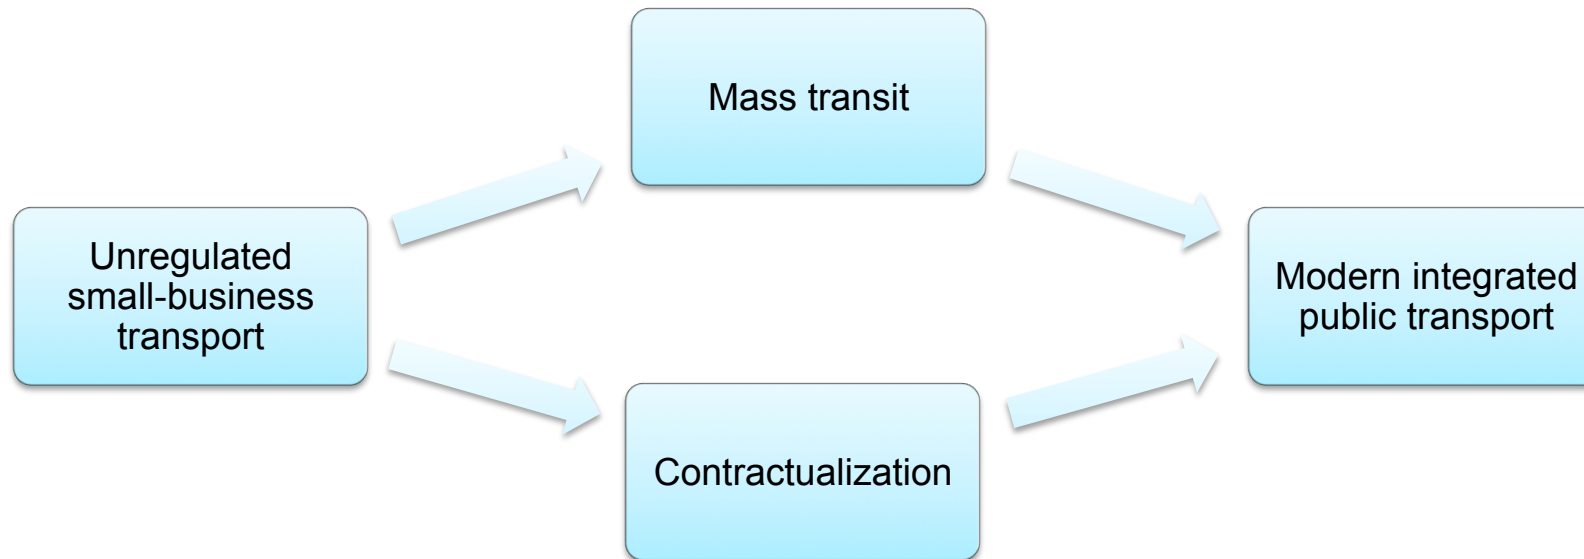 Mass transit
Unregulated
small-business
transport
Modern integrated
public transport
Contractualization